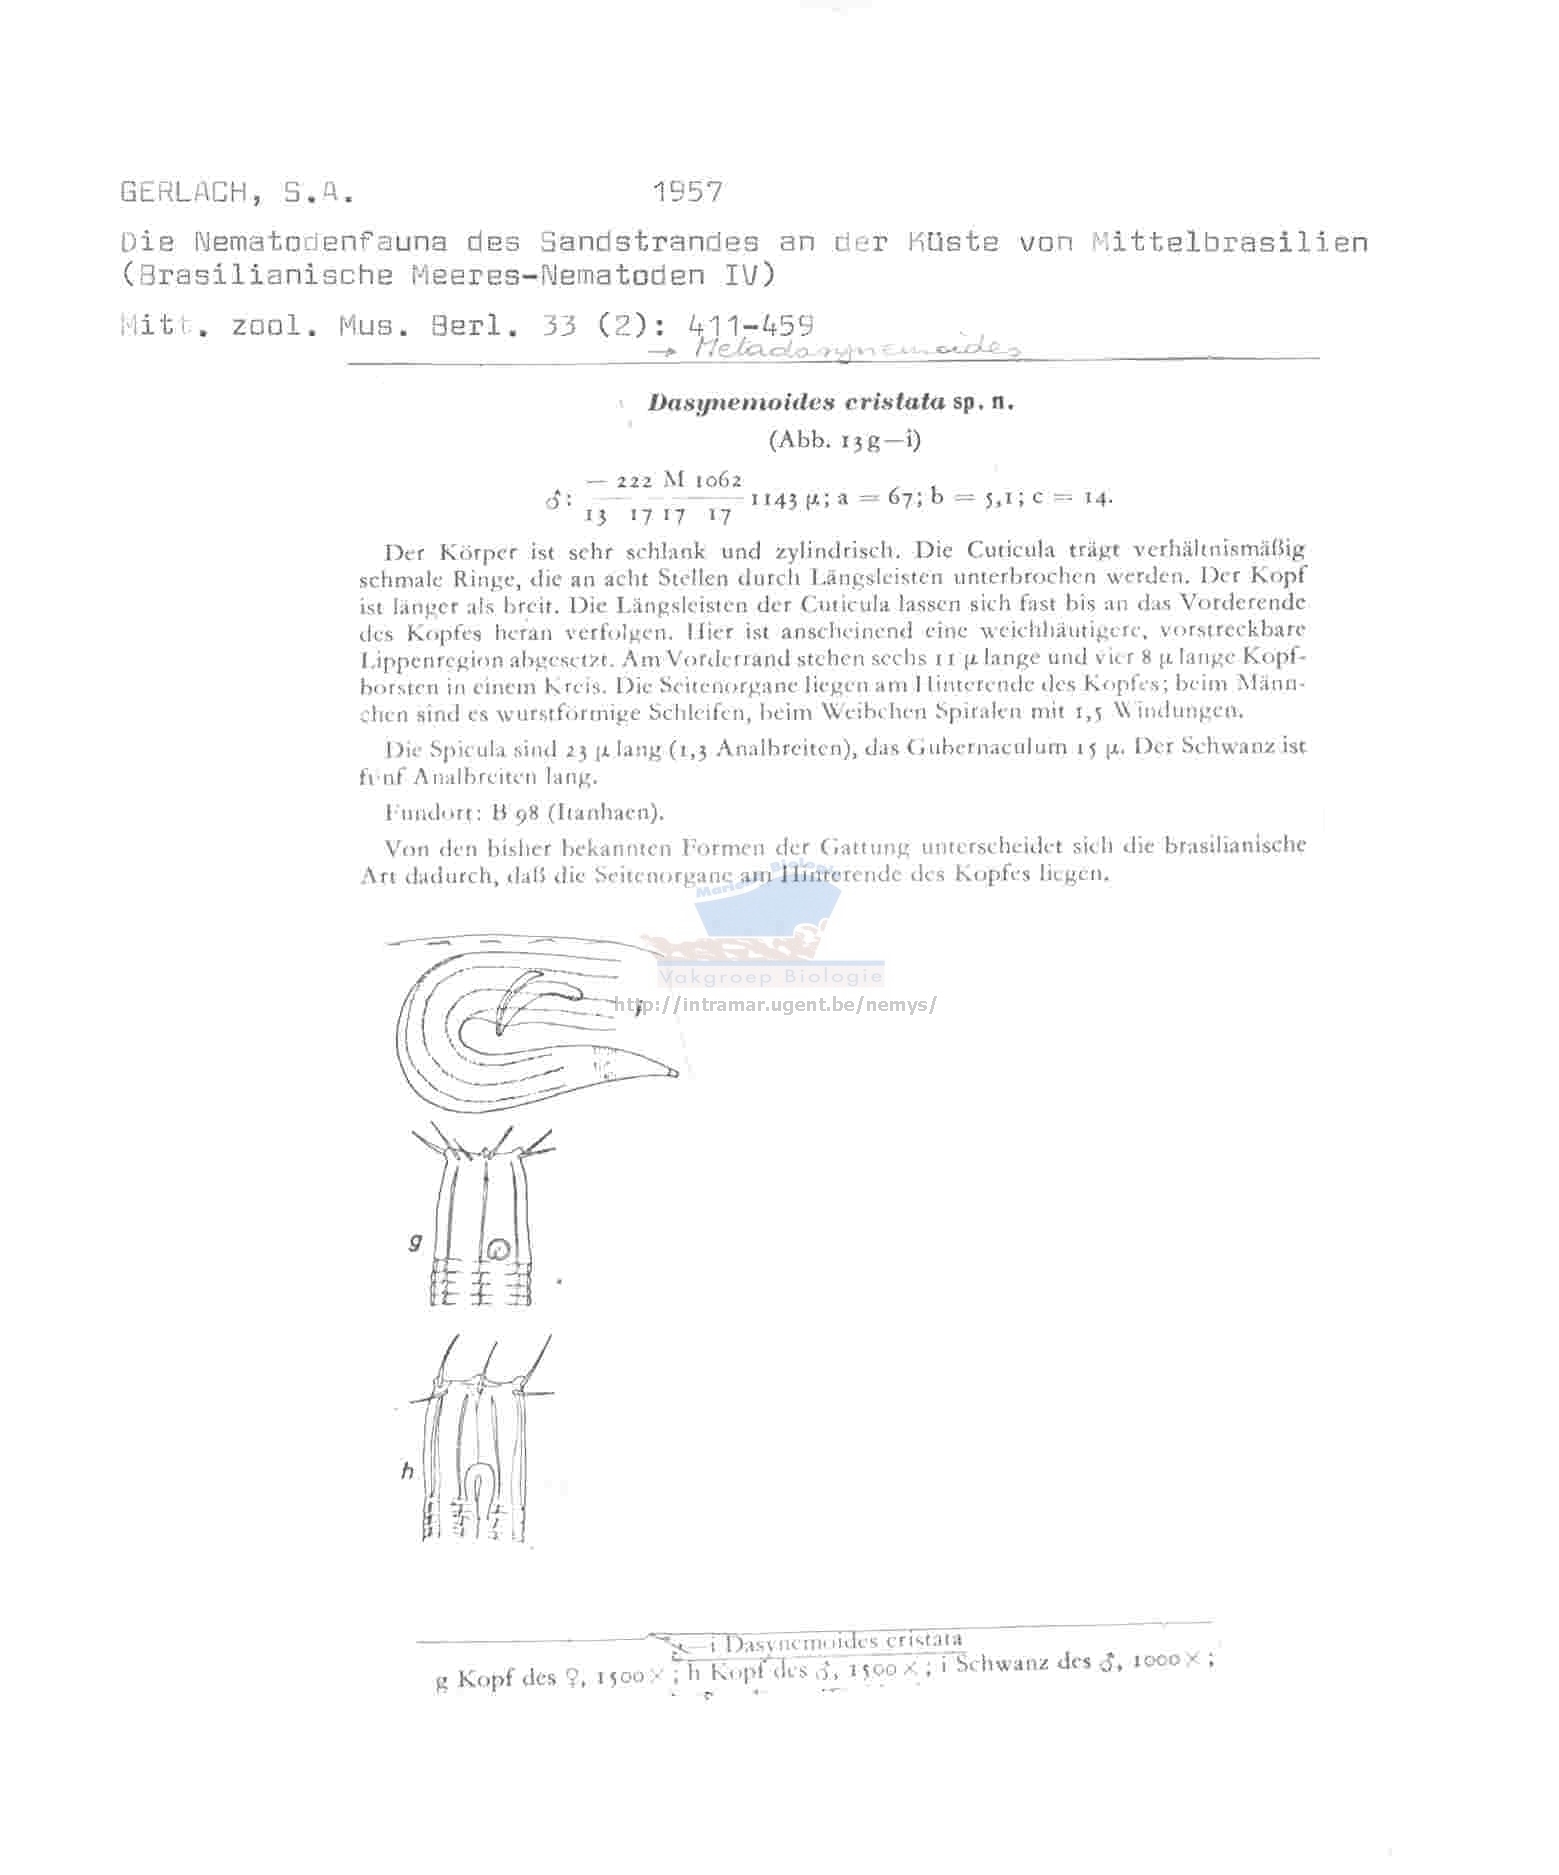 GERLACH, S.A. 1957
Die Nematodenfauna des Sandstrandes an der Küste von Mittelbrasilien
(Brasilianische Meeres-Nematoden IV)
Mitt. zool. Mus. Berl. 33 (2): 411-459
→ Metadasynemoides
Dasynemoides cristata sp. n.
(Abb. 13 g—i)
— 222 M 1062
♂: 1143 µ; a = 67; b = 5,1; c = 14.
13 17 17 17
Der Körper ist sehr schlank und zylindrisch. Die Cuticula trägt verhältnismäßig
schmale Ringe, die an acht Stellen durch Längsleisten unterbrochen werden. Der Kopf
ist länger als breit. Die Längsleisten der Cuticula lassen sich fast bis an das Vorderende
des Kopfes heran verfolgen. Hier ist anscheinend eine weichhäutigere, vorstreckbare
Lippenregion abgesetzt. Am Vorderrand stehen sechs 11 µ lange und vier 8 µ lange Kopf-
borsten in einem Kreis. Die Seitenorgane liegen am Hinterende des Kopfes; beim Männ-
chen sind es wurstförmige Schleifen, beim Weibchen Spiralen mit 1,5 Windungen.
Die Spicula sind 23 µ lang (1,3 Analbreiten), das Gubernaculum 15 µ. Der Schwanz ist
fünf Analbreiten lang.
Fundort: B 98 (Itanhaen).
Von den bisher bekannten Formen der Gattung unterscheidet sich die brasilianische
Art dadurch, daß die Seitenorgane am Hinterende des Kopfes liegen.
Marine Biologie
Vakgroep Biologie
http://intramar.ugent.be/nemys/
i
g
h
g—i Dasynemoides cristata
g Kopf des ♀, 1500 ×; h Kopf des ♂, 1500 ×; i Schwanz des ♂, 1000 ×;